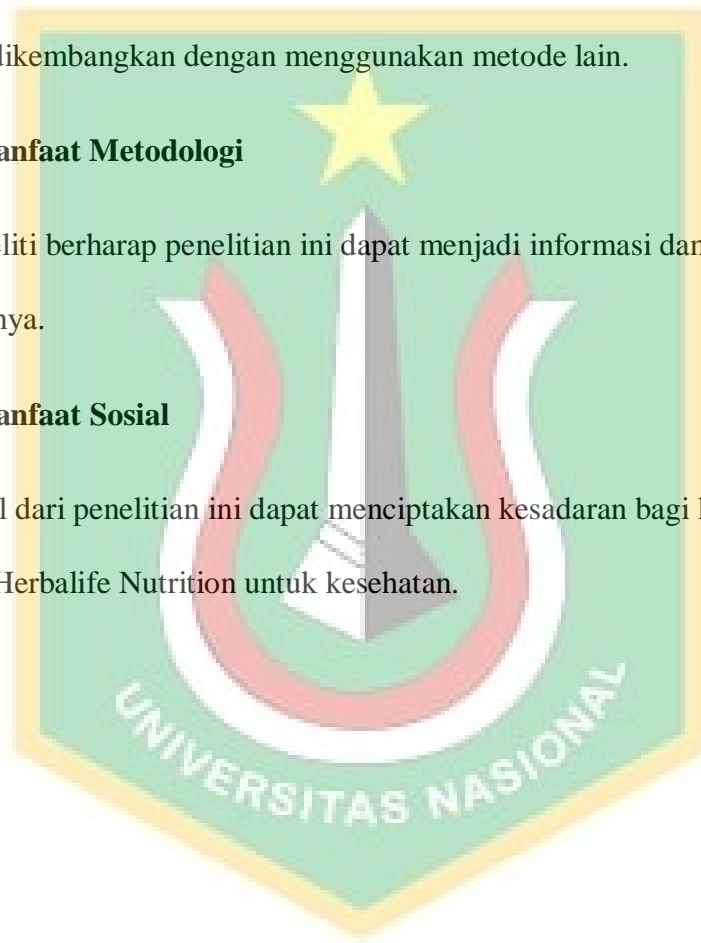 dikembangkan dengan menggunakan metode lain.
anfaat Metodologi
eliti berharap penelitian ini dapat menjadi informasi dan
nya.
anfaat Sosial
l dari penelitian ini dapat menciptakan kesadaran bagi
Herbalife Nutrition untuk kesehatan.
UNIVERSITAS NASIONAL